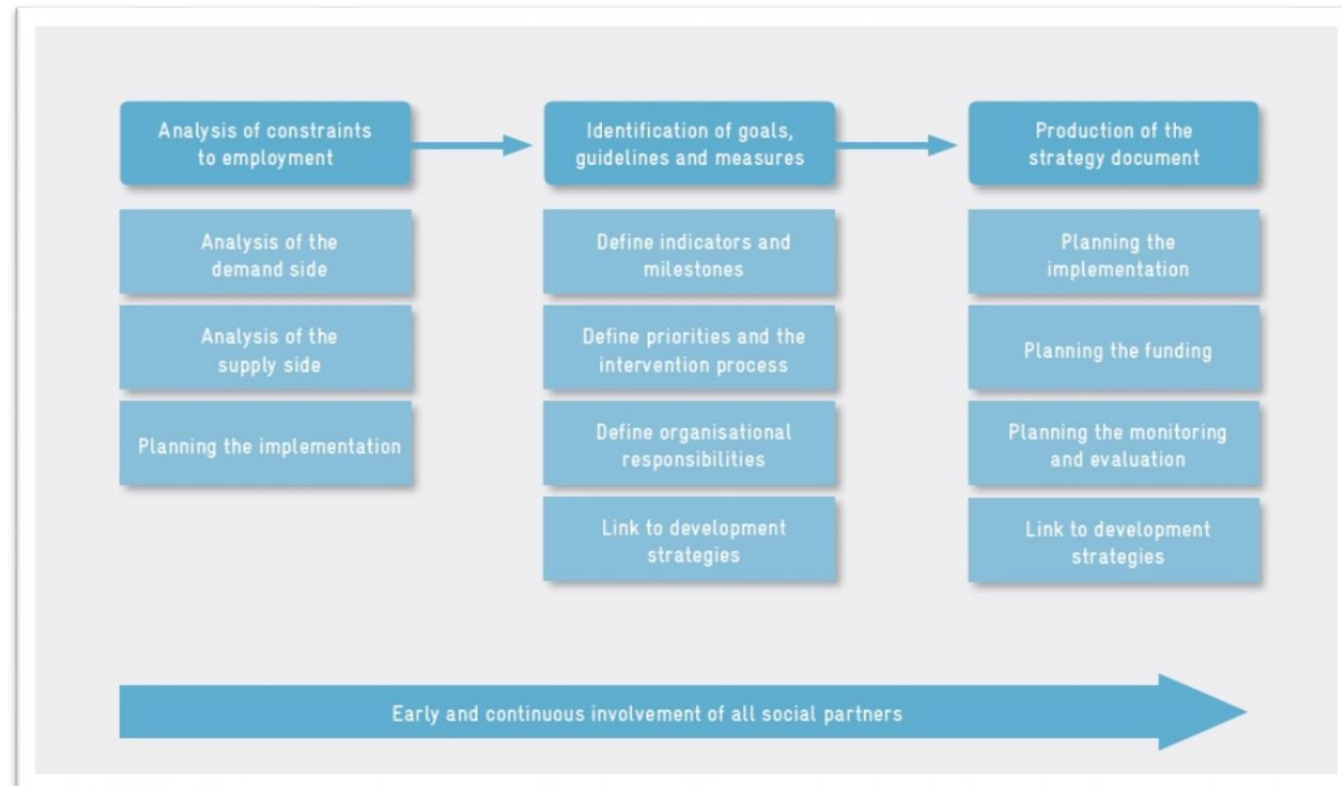 Analysis of constraints
to employment
Analysis of the
demand side
Analysis of the
supply side
Planning the implementation
Identification of goals,
guidelines and measures
Define indicators and
milestones
Define priorities and the
intervention process
Define organisational
responsibilities
Link to development
strategies
Production of the
strategy document
Planning the
implementation
Planning the funding
Planning the monitoring
and evaluation
Link to development
strategies
Early and continuous involvement of all social partners